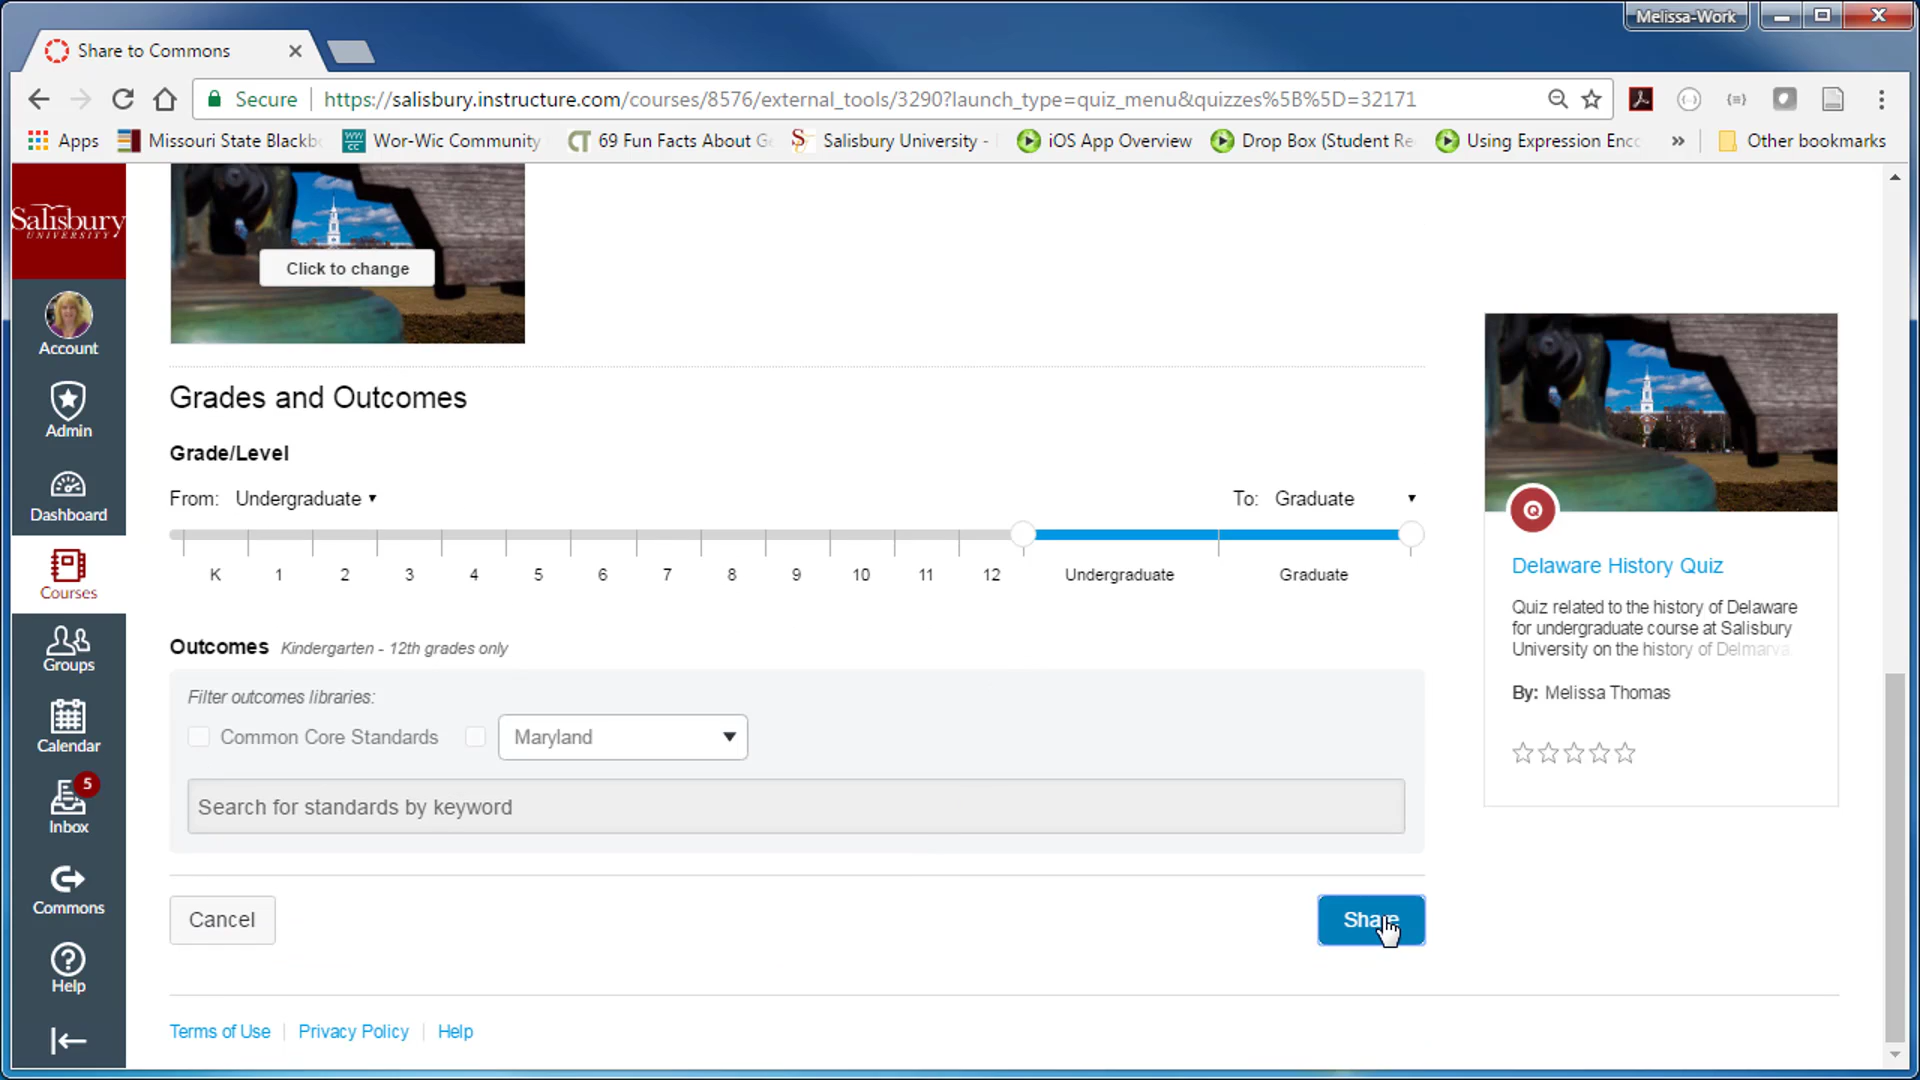 Melissa-Work
Share to Commons
Secure https://salisbury.instructure.com/courses/8576/external_tools/3290?launch_type=quiz_menu&quizzes%5B%5D=32171
Apps Missouri State Blackb Wor-Wic Community 69 Fun Facts About G Salisbury University - iOS App Overview Drop Box (Student Re Using Expression Enc » Other bookmarks
Salisbury
UNIVERSITY
Account
Admin
Dashboard
Courses
Groups
Calendar
5
Inbox
Commons
Help
Click to change
Grades and Outcomes
Grade/Level
From: Undergraduate To: Graduate
K 1 2 3 4 5 6 7 8 9 10 11 12 Undergraduate Graduate
Outcomes Kindergarten - 12th grades only
Filter outcomes libraries:
Common Core Standards Maryland
Search for standards by keyword
Cancel Share
Terms of Use Privacy Policy Help
Delaware History Quiz
Quiz related to the history of Delaware
for undergraduate course at Salisbury
University on the history of Delmarva.
By: Melissa Thomas